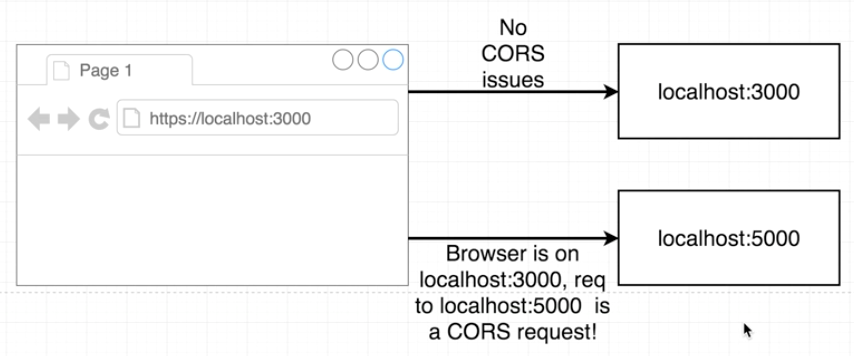 No
CORS
issues
Page 1
https://localhost:3000
localhost:3000
localhost:5000
Browser is on
localhost:3000, req
to localhost:5000 is
a CORS request!